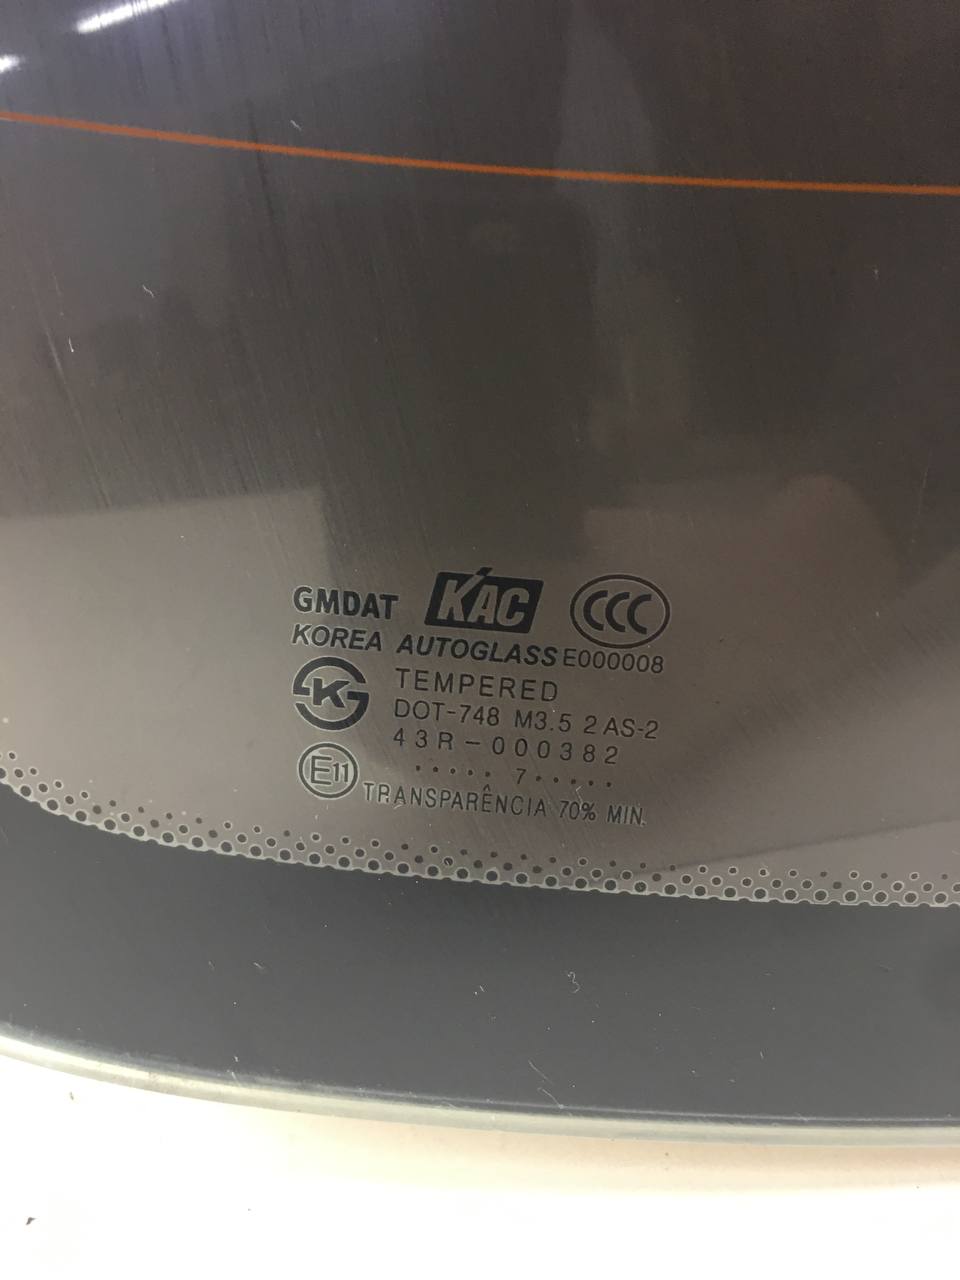 GMDAT KAC CCC
KOREA AUTOGLASS E000008
K TEMPERED
DOT-748 M3.5 2 AS-2
43R-000382
E11 ..... 7.....
TRANSPARÊNCIA 70% MIN.